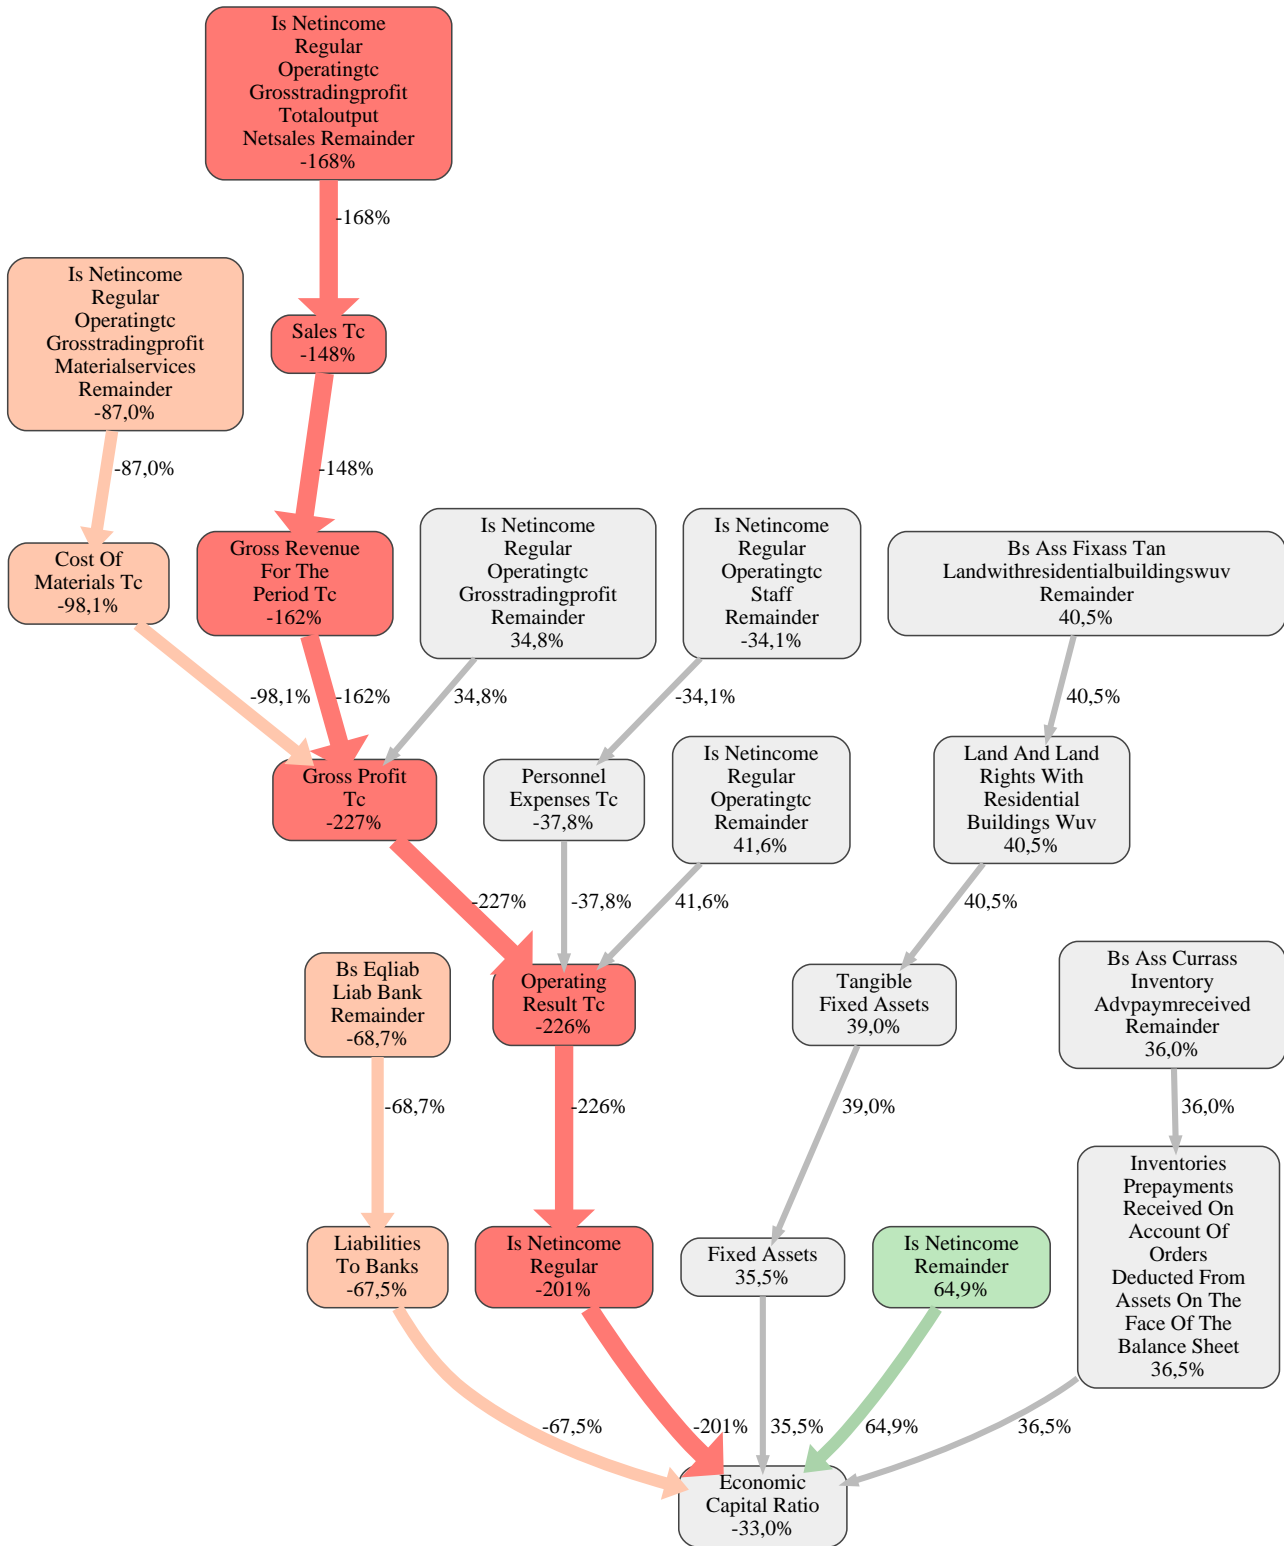 Is Netincome
Regular
Operatingtc
Grosstradingprofit
Totaloutput
Netsales Remainder
-168%
-168%
Is Netincome
Regular
Operatingtc
Grosstradingprofit
Materialservices
Remainder
-87,0%
Sales Tc
-148%
-87,0%
-148%
Cost Of
Materials Tc
-98,1%
Gross Revenue
For The
Period Tc
-162%
Is Netincome
Regular
Operatingtc
Grosstradingprofit
Remainder
34,8%
Is Netincome
Regular
Operatingtc
Staff
Remainder
-34,1%
Bs Ass Fixass Tan
Landwithresidentialbuildingswuv
Remainder
40,5%
-98,1%
-162%
34,8%
-34,1%
40,5%
Gross Profit
Tc
-227%
Personnel
Expenses Tc
-37,8%
Is Netincome
Regular
Operatingtc
Remainder
41,6%
Land And Land
Rights With
Residential
Buildings Wuv
40,5%
-227%
-37,8%
41,6%
40,5%
Bs Eqliab
Liab Bank
Remainder
-68,7%
Operating
Result Tc
-226%
Tangible
Fixed Assets
39,0%
Bs Ass Currass
Inventory
Advpaymreceived
Remainder
36,0%
-68,7%
-226%
39,0%
36,0%
Liabilities
To Banks
-67,5%
Is Netincome
Regular
-201%
Fixed Assets
35,5%
Is Netincome
Remainder
64,9%
Inventories
Prepayments
Received On
Account Of
Orders
Deducted From
Assets On The
Face Of The
Balance Sheet
36,5%
-67,5%
-201%
35,5%
64,9%
36,5%
Economic
Capital Ratio
-33,0%